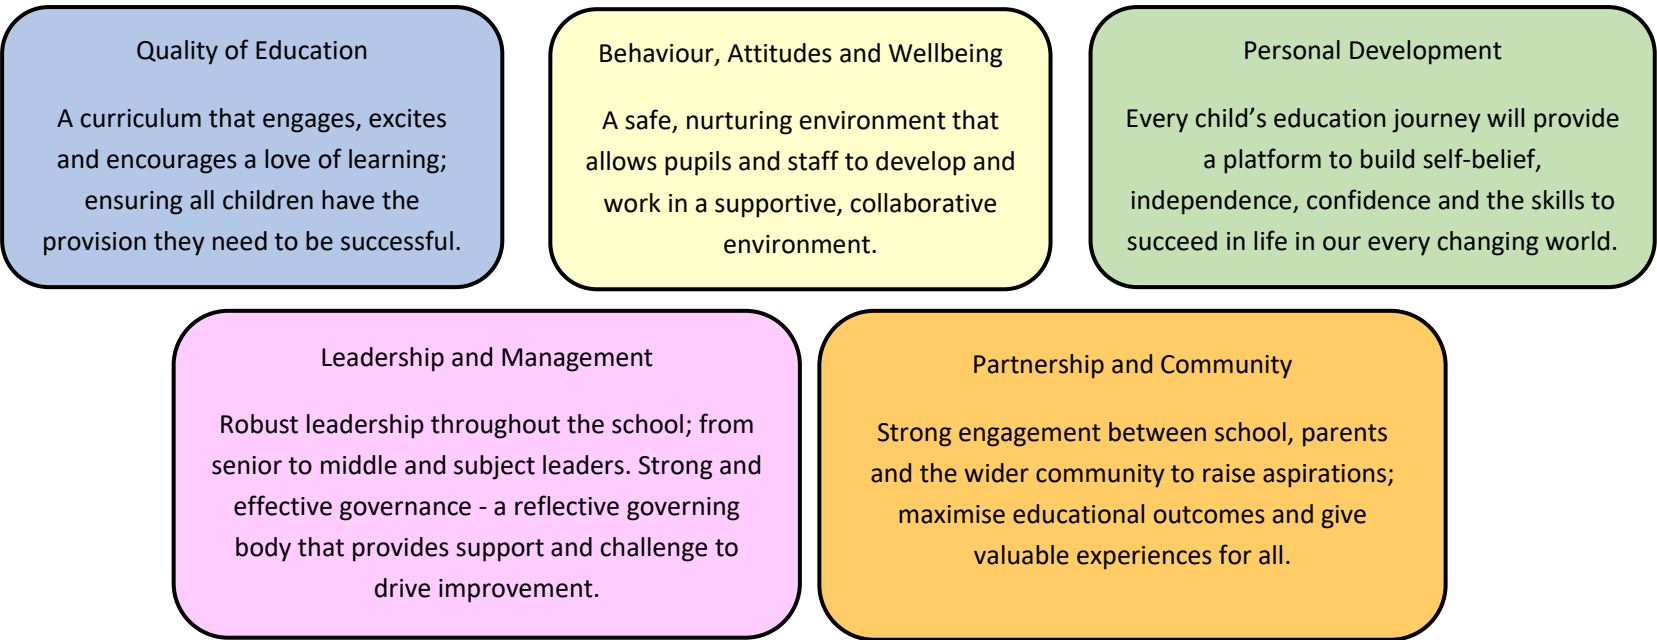 Quality of Education
A curriculum that engages, excites
and encourages a love of learning;
ensuring all children have the
provision they need to be successful.
Behaviour, Attitudes and Wellbeing
A safe, nurturing environment that
allows pupils and staff to develop and
work in a supportive, collaborative
environment.
Personal Development
Every child’s education journey will provide
a platform to build self-belief,
independence, confidence and the skills to
succeed in life in our every changing world.
Leadership and Management
Robust leadership throughout the school; from
senior to middle and subject leaders. Strong and
effective governance - a reflective governing
body that provides support and challenge to
drive improvement.
Partnership and Community
Strong engagement between school, parents
and the wider community to raise aspirations;
maximise educational outcomes and give
valuable experiences for all.